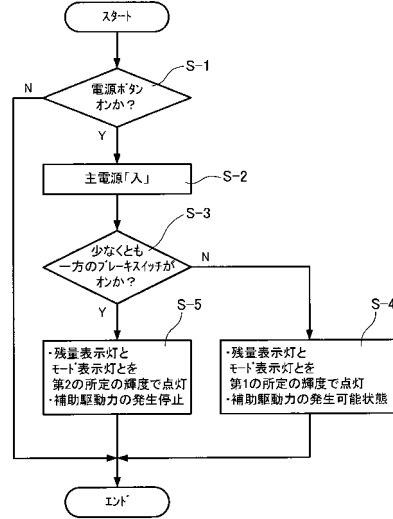 スタート
S-1
電源ボタン
オンか？
N
Y
主電源「入」
S-2
S-3
少なくとも
一方のブレーキスイッチが
オンか？
N
Y
S-5
・残量表示灯と
モード表示灯とを
第2の所定の輝度で点灯
・補助駆動力の発生停止
S-4
・残量表示灯と
モード表示灯とを
第1の所定の輝度で点灯
・補助駆動力の発生可能状態
エンド